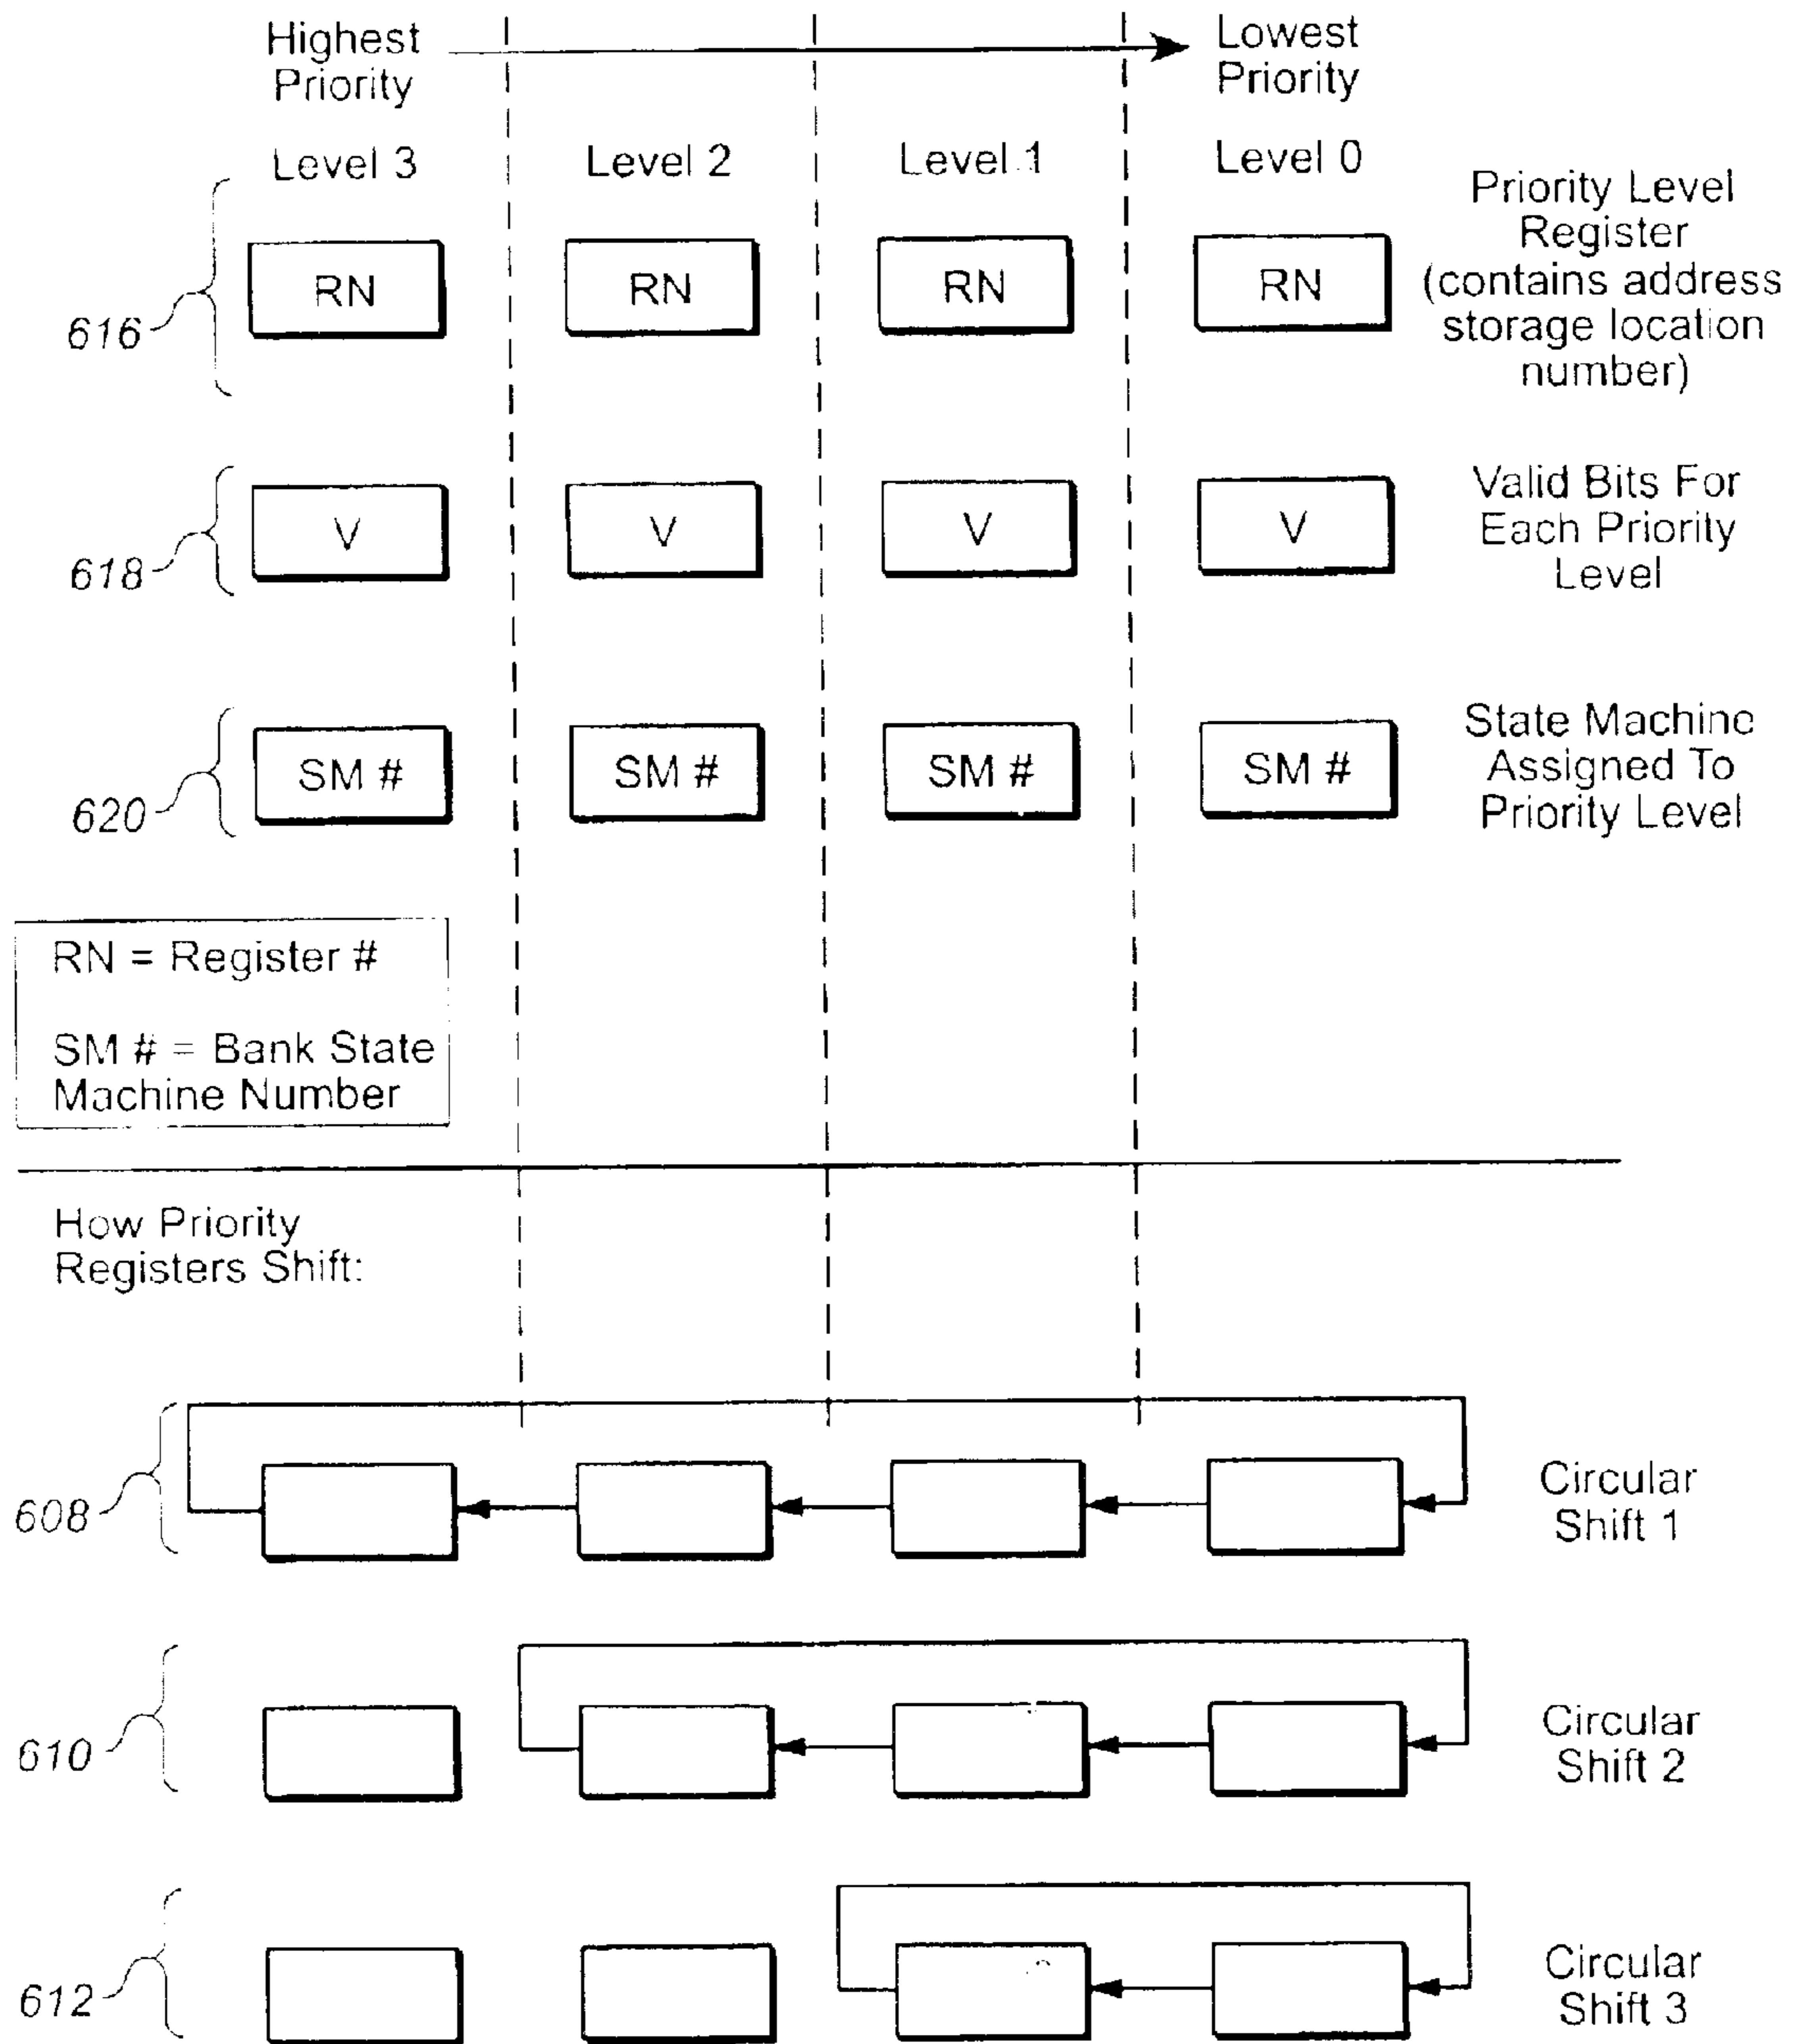 Highest
Priority
Lowest
Priority
Level 3
Level 2
Level 1
Level 0
616
RN
RN
RN
RN
Priority Level
Register
(contains address
storage location
number)
618
V
V
V
V
Valid Bits For
Each Priority
Level
620
SM #
SM #
SM #
SM #
State Machine
Assigned To
Priority Level
RN = Register #
SM # = Bank State
Machine Number
How Priority
Registers Shift:
608
Circular
Shift 1
610
Circular
Shift 2
612
Circular
Shift 3